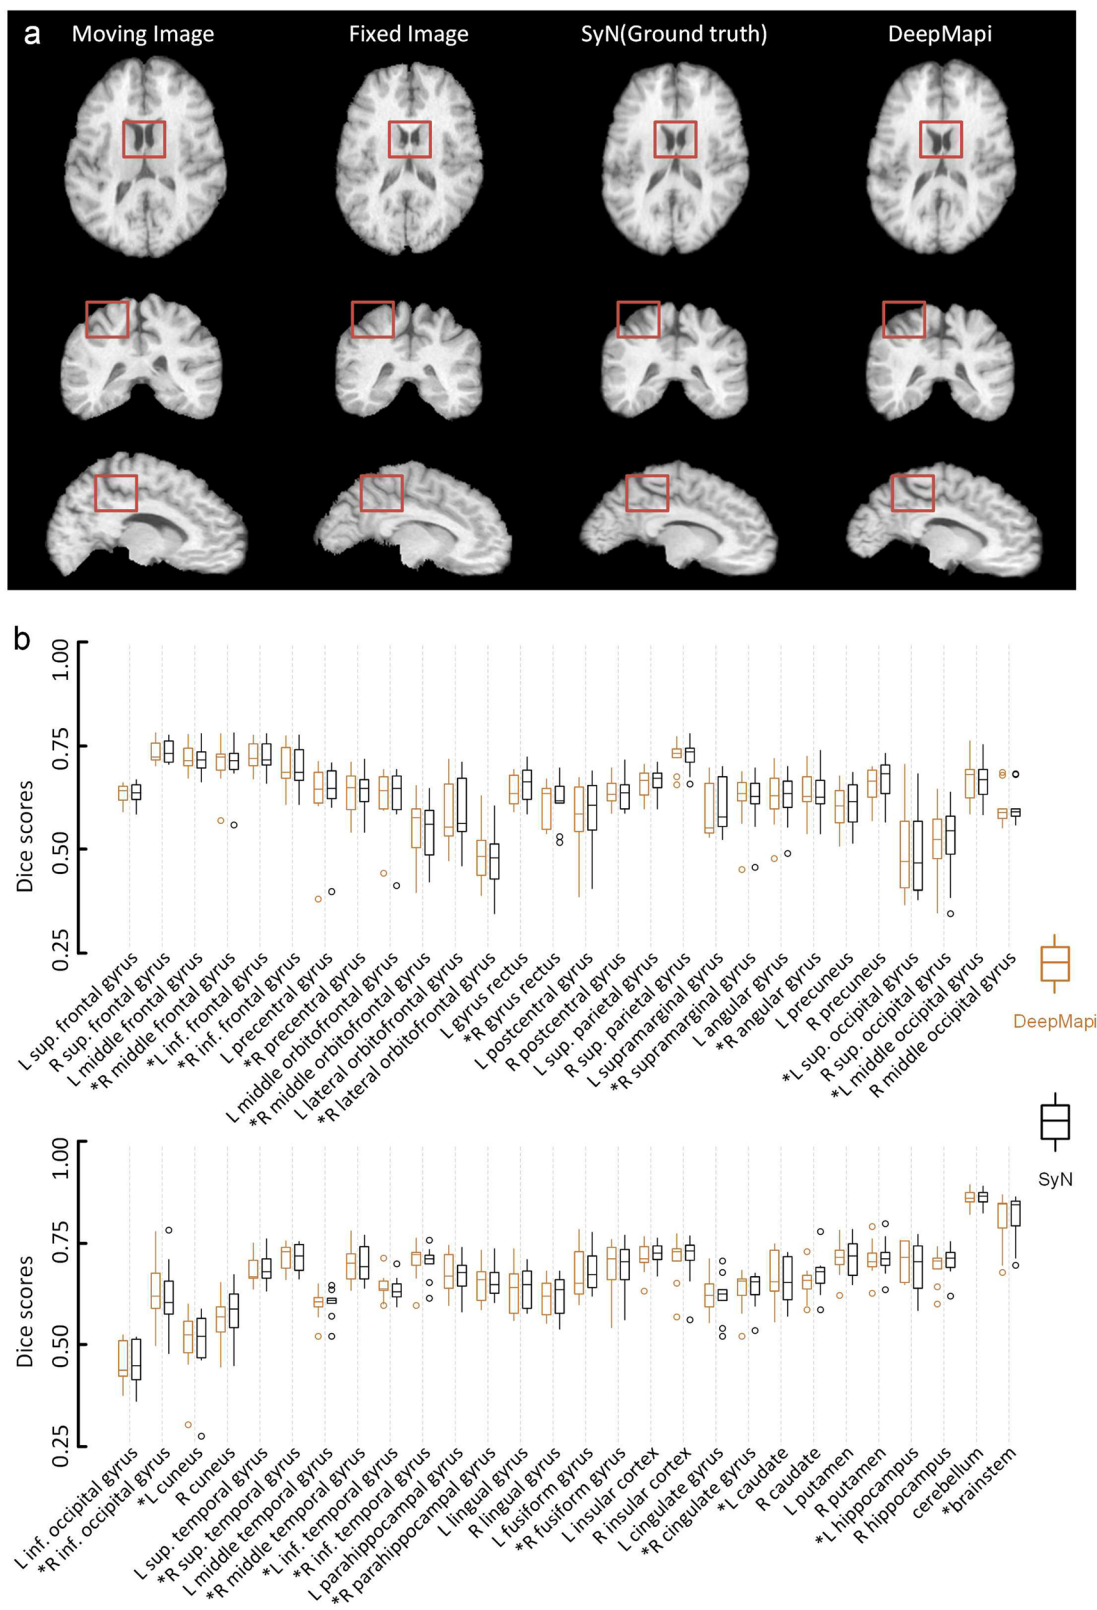 a
Moving Image
Fixed Image
SyN(Ground truth)
DeepMapi
b
Dice scores
1.00
0.75
0.50
0.25
L sup. frontal gyrus
R sup. frontal gyrus
L middle frontal gyrus
*R middle frontal gyrus
*L inf. frontal gyrus
*R inf. frontal gyrus
L precentral gyrus
*R precentral gyrus
L middle orbitofrontal gyrus
*R middle orbitofrontal gyrus
L lateral orbitofrontal gyrus
*R lateral orbitofrontal gyrus
L gyrus rectus
*R gyrus rectus
L postcentral gyrus
R postcentral gyrus
L sup. parietal gyrus
R sup. parietal gyrus
L supramarginal gyrus
*R supramarginal gyrus
L angular gyrus
*R angular gyrus
L precuneus
R precuneus
*L sup. occipital gyrus
R sup. occipital gyrus
*L middle occipital gyrus
R middle occipital gyrus
DeepMapi
SyN
Dice scores
1.00
0.75
0.50
0.25
L inf. occipital gyrus
*R inf. occipital gyrus
*L cuneus
R cuneus
L sup. temporal gyrus
*R sup. temporal gyrus
L middle temporal gyrus
*R middle temporal gyrus
*L inf. temporal gyrus
*R inf. temporal gyrus
L parahippocampal gyrus
*R parahippocampal gyrus
L lingual gyrus
R lingual gyrus
L fusiform gyrus
*R fusiform gyrus
L insular cortex
R insular cortex
L cingulate gyrus
*R cingulate gyrus
*L caudate
R caudate
L putamen
R putamen
*L hippocampus
R hippocampus
cerebellum
*brainstem